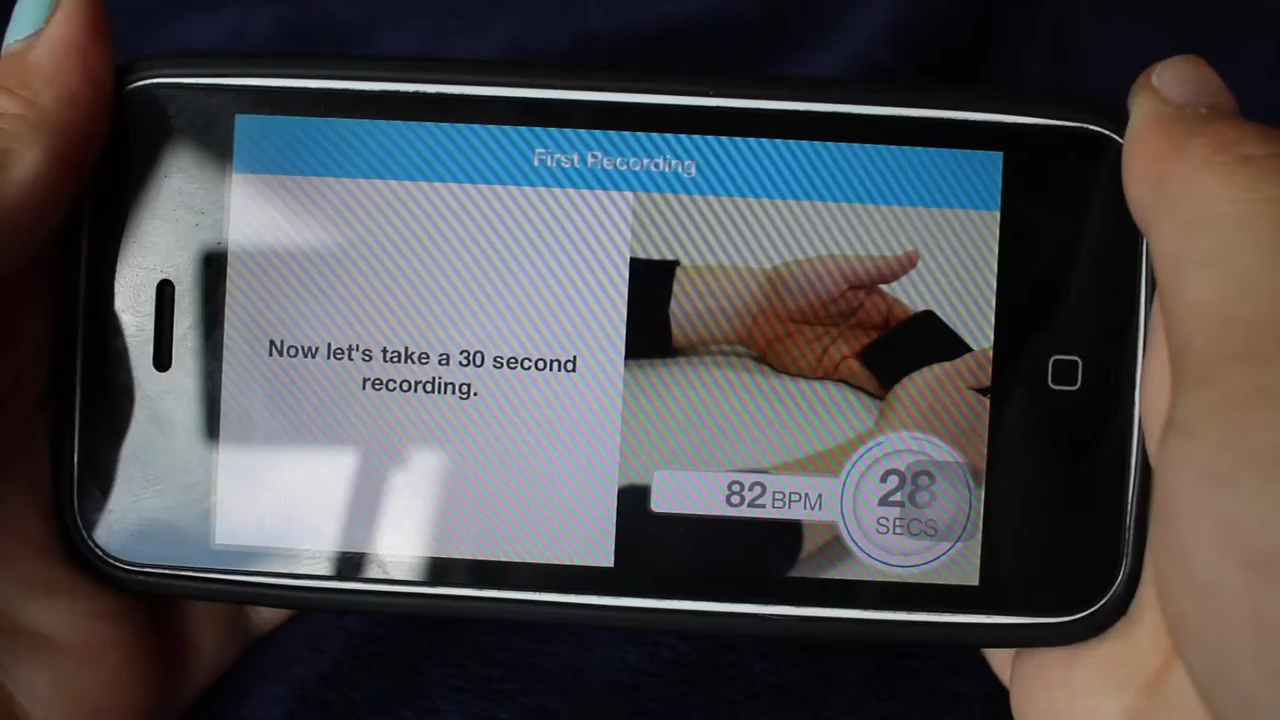 First Recording
Now let's take a 30 second
recording.
82 BPM
28
SECS